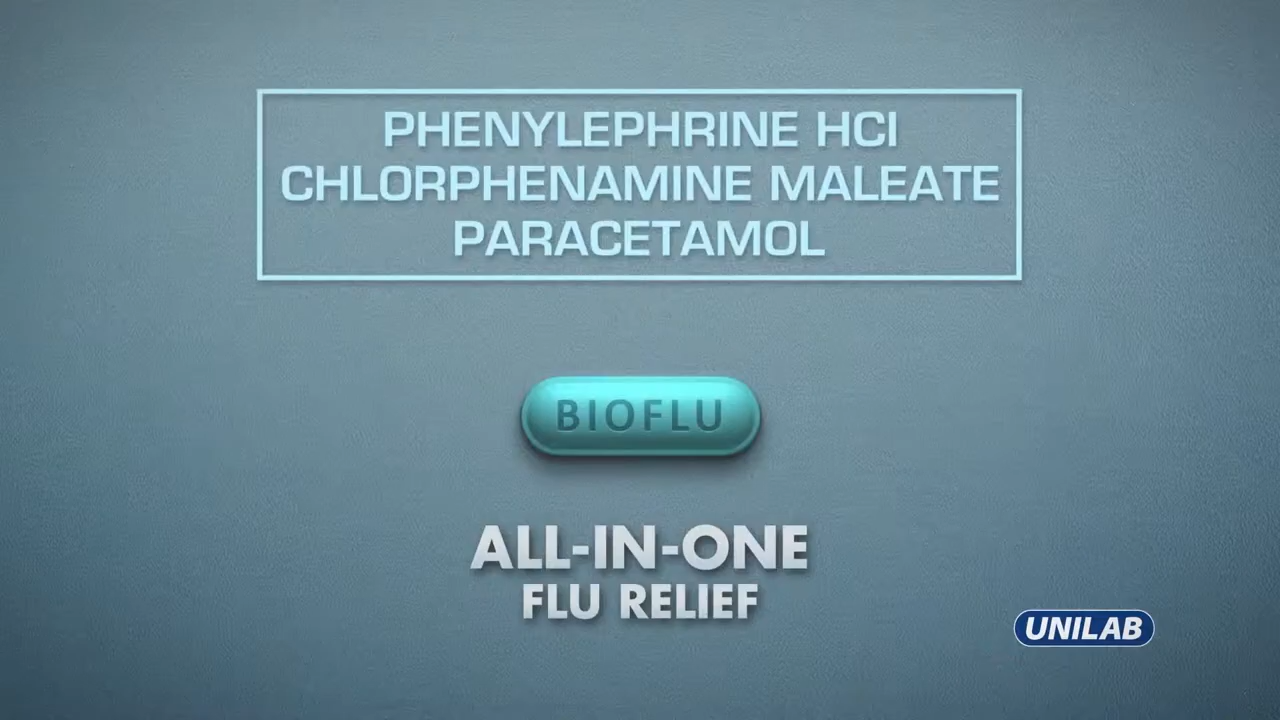 PHENYLEPHRINE HCl
CHLORPHENAMINE MALEATE
PARACETAMOL
BIOFLU
ALL-IN-ONE
FLU RELIEF
UNILAB